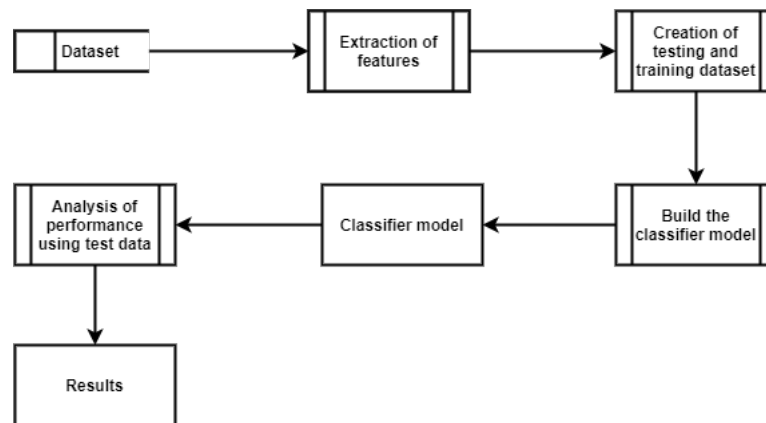 Dataset
Extraction of
features
Creation of
testing and
training dataset
Build the
classifier model
Classifier model
Analysis of
performance
using test data
Results